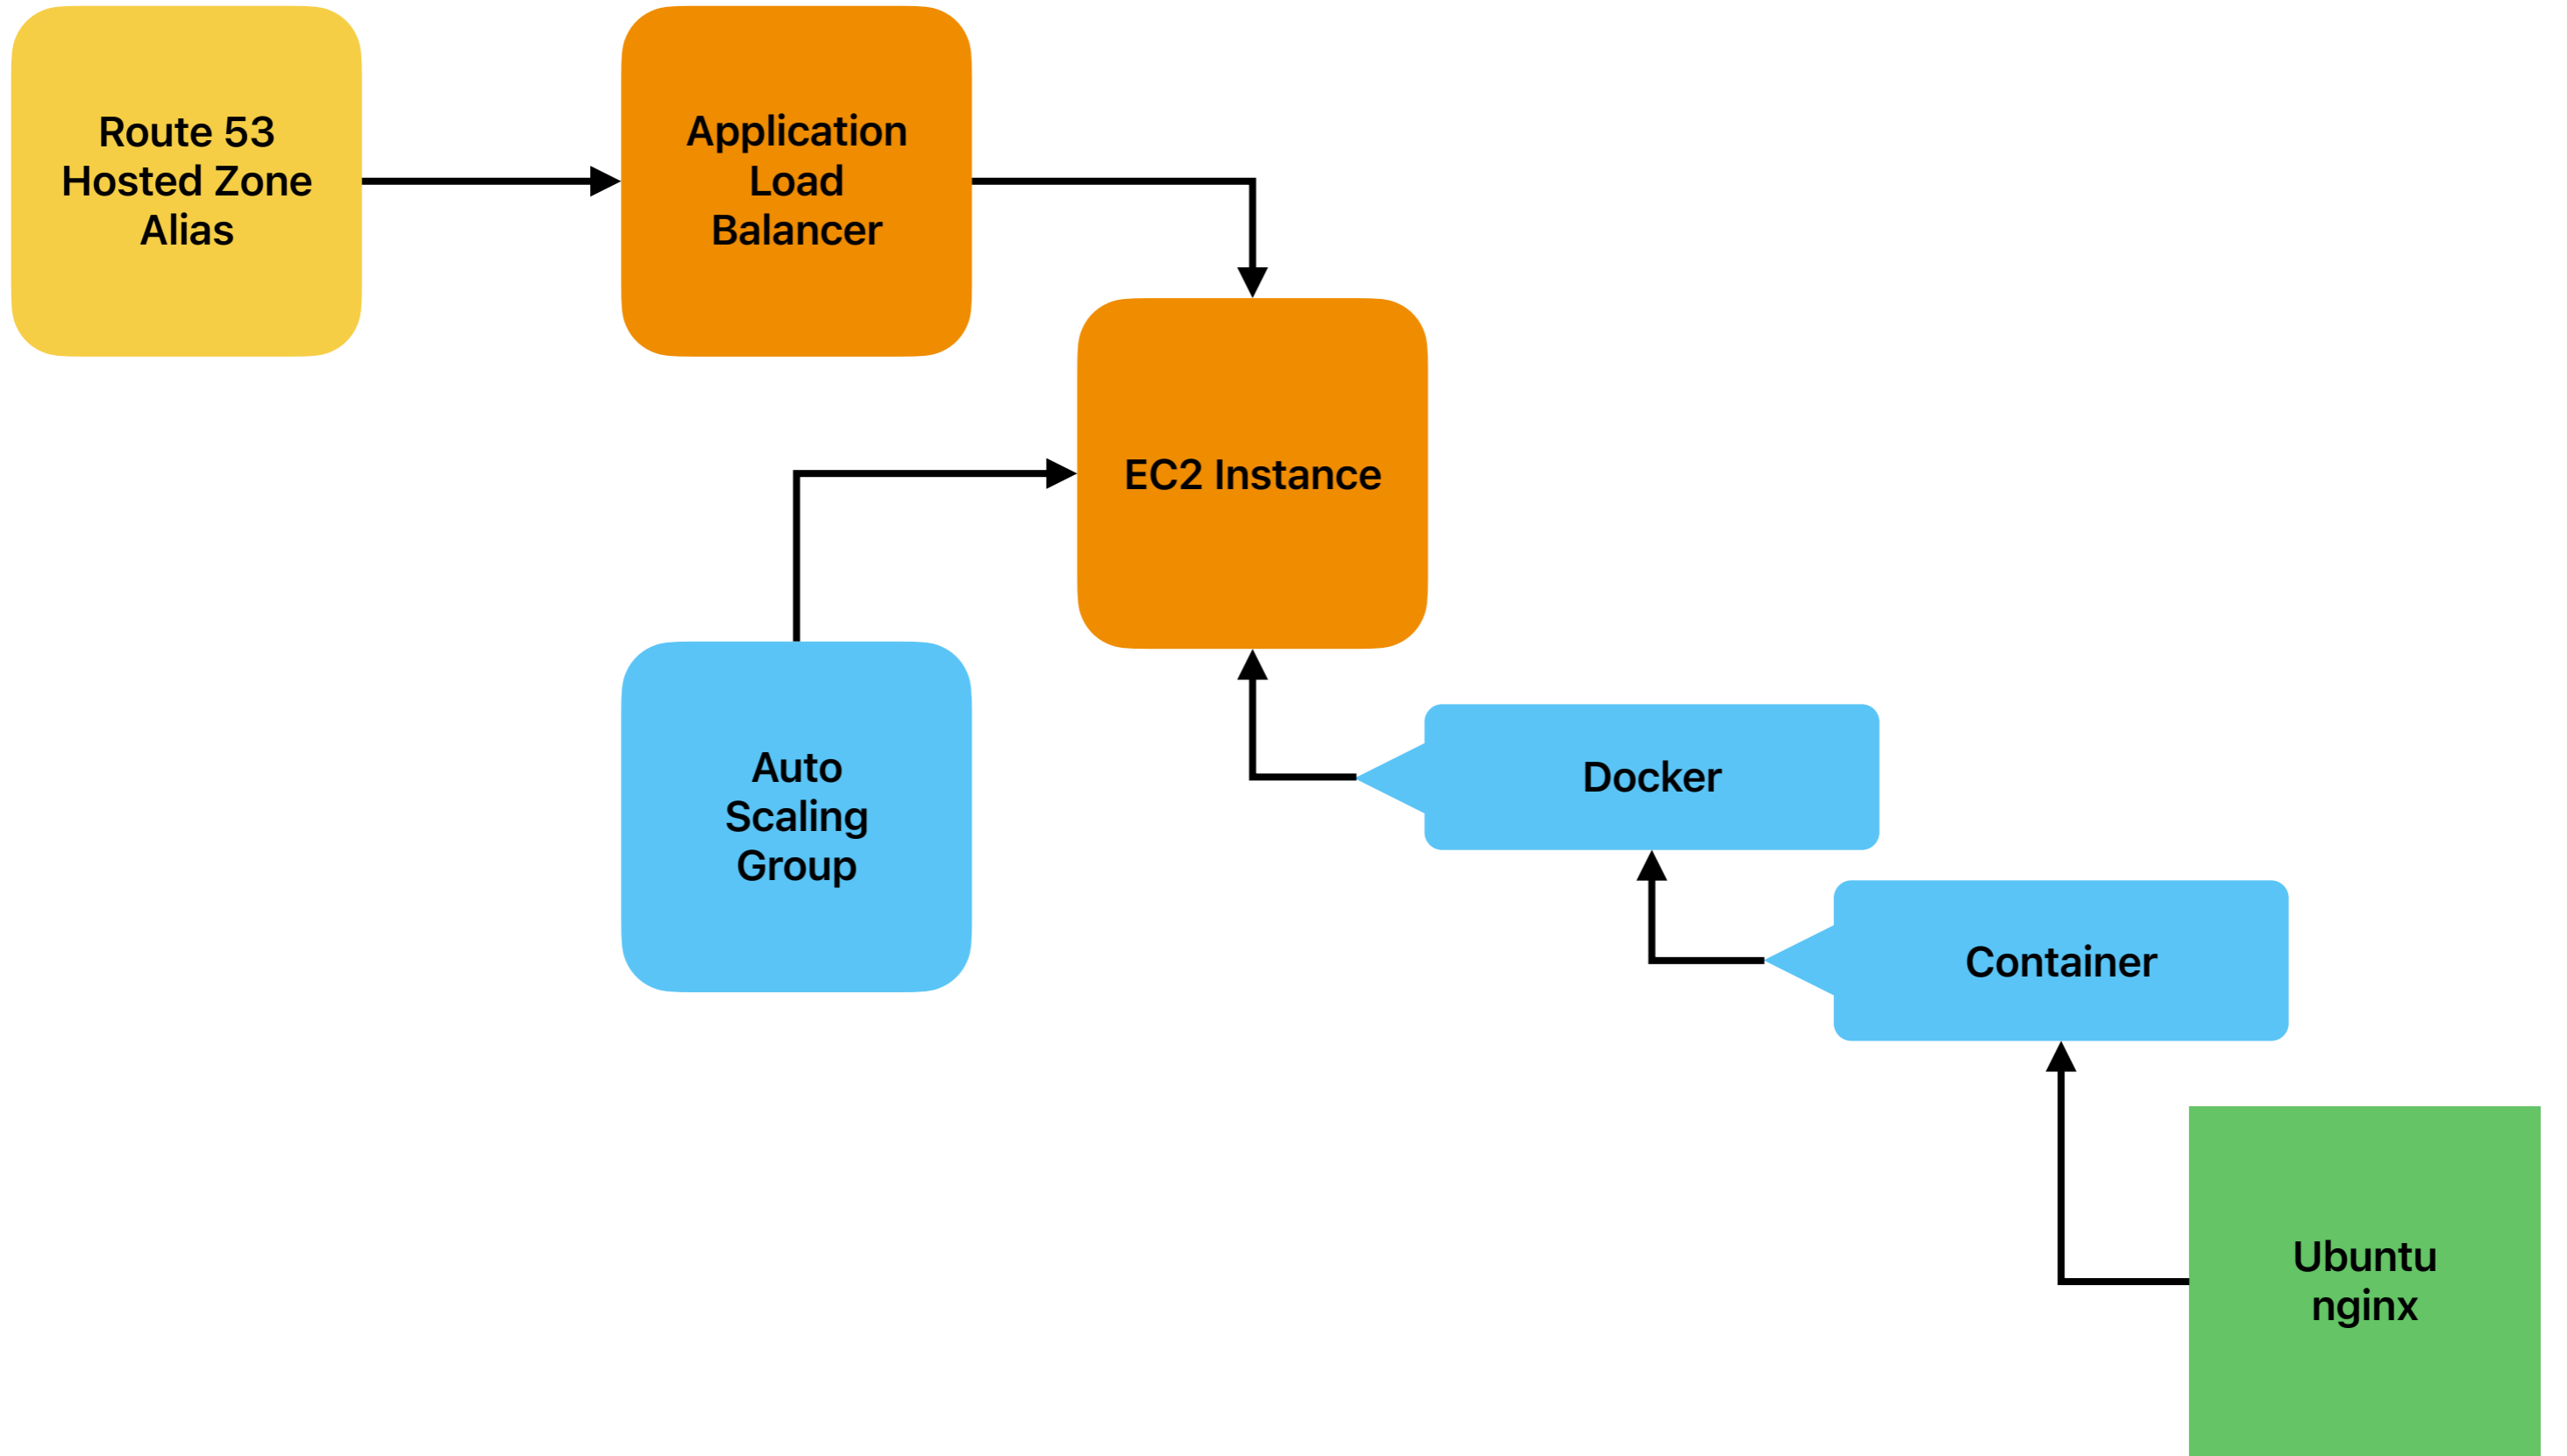 Route 53
Hosted Zone
Alias
Application
Load
Balancer
EC2 Instance
Auto
Scaling
Group
Docker
Container
Ubuntu
nginx